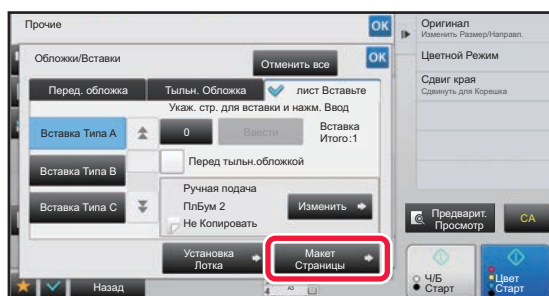 Прочие
OK
Обложки/Вставки
Отменить все
OK
Перед. обложка
Тыльн. Обложка
лист Вставьте
Укаж. стр. для вставки и нажм. Ввод
Вставка Типа A
0
Ввести
Вставка
Итого:1
Перед тыльн.обложкой
Вставка Типа B
Ручная подача
ПлБум 2
Не Копировать
Изменить
Вставка Типа C
Установка
Лотка
Макет
Страницы
Назад
A3
Оригинал
Изменить Размер/Направл.
Цветной Режим
Сдвиг края
Сдвинуть для Корешка
Предварит.
Просмотр
CA
Ч/Б
Старт
Цвет
Старт